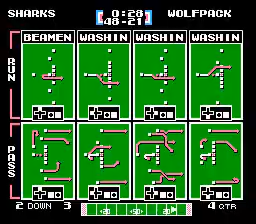 SHARKS 0:28 WOLFPACK
48-21
BEAMEN WASHIN WASHIN WASHIN
RUN
PASS
2 DOWN 3 4 QTR